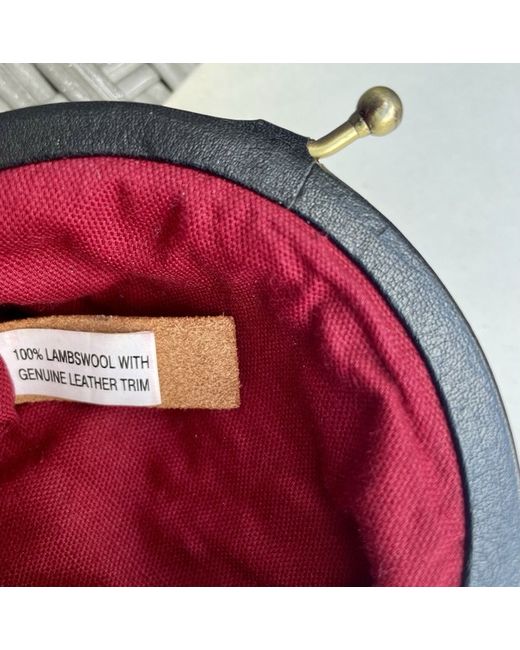 100% LAMBSWOOL WITH
GENUINE LEATHER TRIM